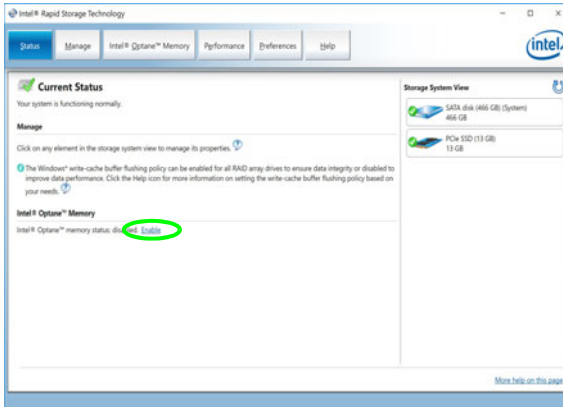 Intel® Rapid Storage Technology
Status
Manage
Intel® Optane™ Memory
Performance
Preferences
Help
intel
Current Status
Your system is functioning normally.
Manage
Click on any element in the storage system view to manage its properties.
The Windows* write-cache buffer flushing policy can be enabled for all RAID array drives to ensure data integrity or disabled to
improve data performance. Click the Help icon for more information on setting the write-cache buffer flushing policy based on
your needs.
Intel® Optane™ Memory
Intel® Optane™ memory status: disabled. Enable
Storage System View
SATA disk (466 GB) (System)
466 GB
PCIe SSD (13 GB)
13 GB
More help on this page